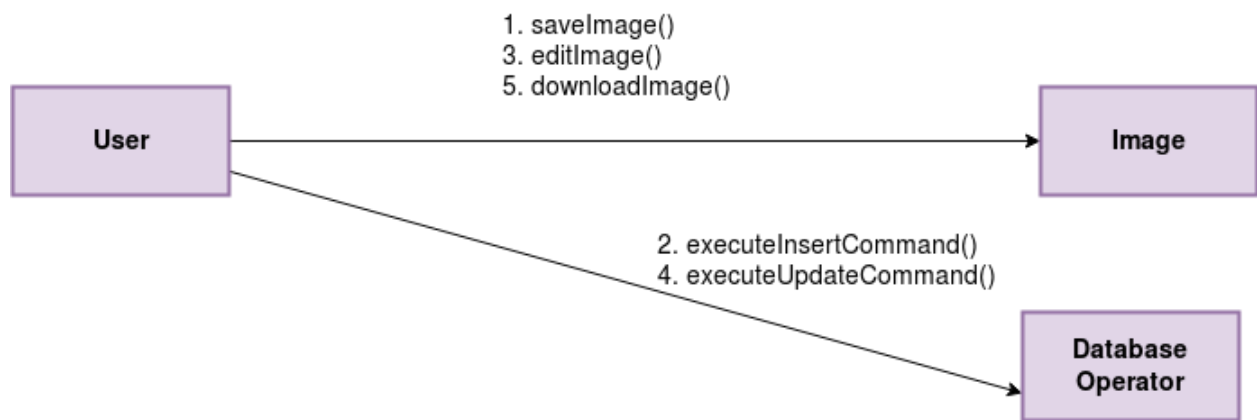 1. saveImage()
3. editImage()
5. downloadImage()
User
Image
2. executeInsertCommand()
4. executeUpdateCommand()
Database
Operator